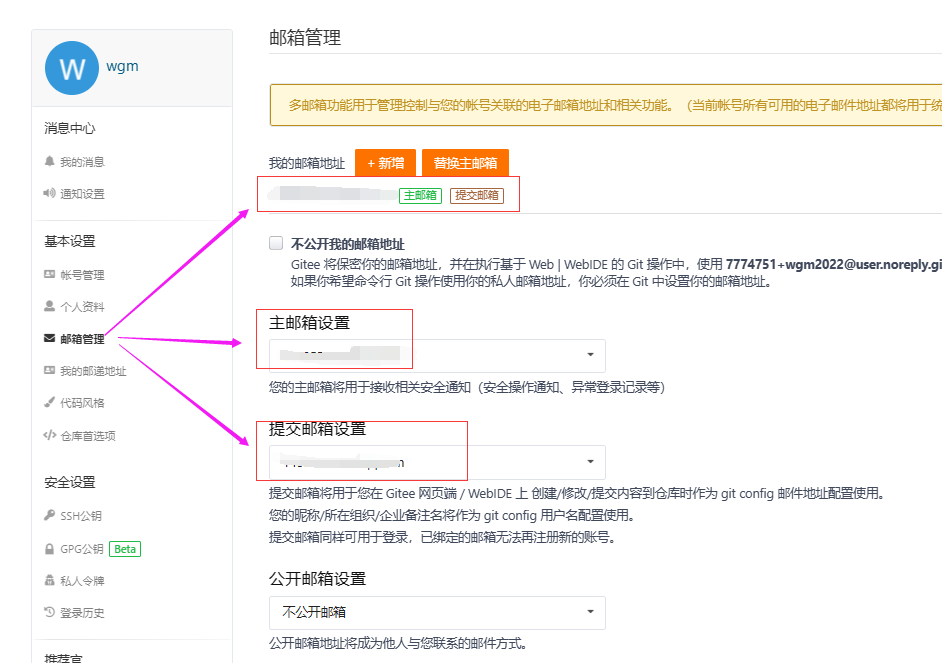 W
wgm
消息中心
我的消息
通知设置
基本设置
帐号管理
个人资料
邮箱管理
我的邮递地址
代码风格
仓库首选项
安全设置
SSH公钥
GPG公钥 Beta
私人令牌
登录历史
推荐官
邮箱管理
多邮箱功能用于管理控制与您的帐号关联的电子邮箱地址和相关功能。（当前帐号所有可用的电子邮件地址都将用于统
我的邮箱地址 + 新增 替换主邮箱
主邮箱 提交邮箱
不公开我的邮箱地址
Gitee 将保密你的邮箱地址，并在执行基于 Web | WebIDE 的 Git 操作中，使用 7774751+wgm2022@user.noreply.gi
如果你希望命令行 Git 操作使用你的私人邮箱地址，你必须在 Git 中设置你的邮箱地址。
主邮箱设置
您的主邮箱将用于接收相关安全通知（安全操作通知、异常登录记录等）
提交邮箱设置
提交邮箱将用于您在 Gitee 网页端 / WebIDE 上 创建/修改/提交内容到仓库时作为 git config 邮件地址配置使用。
您的昵称/所在组织/企业备注名将作为 git config 用户名配置使用。
提交邮箱同样可用于登录，已绑定的邮箱无法再注册新的账号。
公开邮箱设置
不公开邮箱
公开邮箱地址将成为他人与您联系的邮件方式。